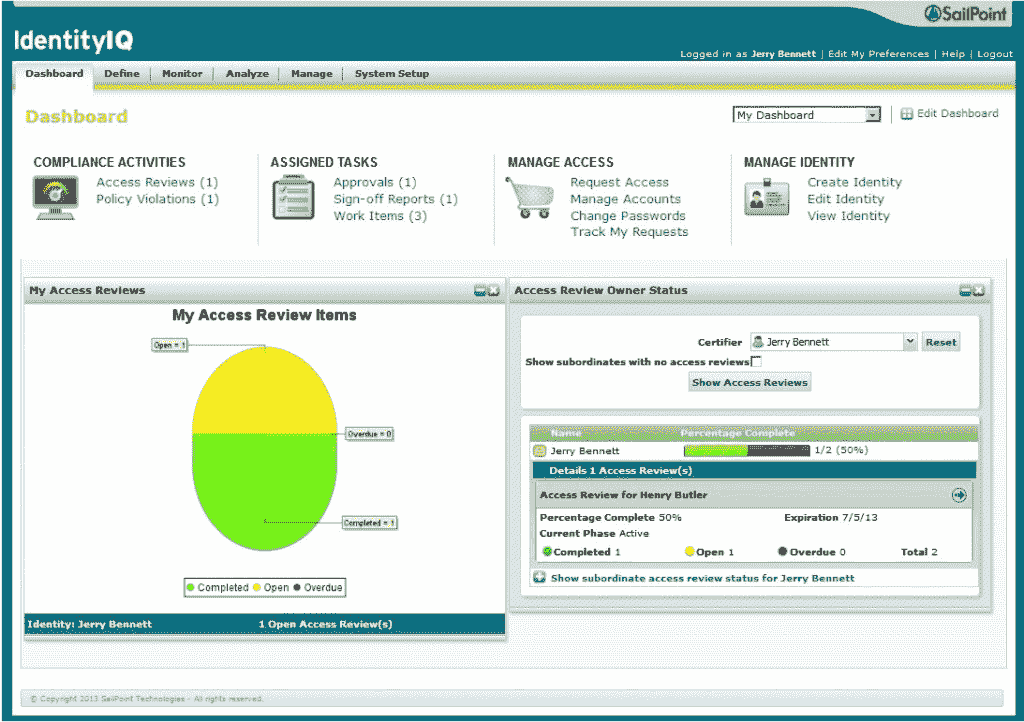 SailPoint
IdentityIQ
Logged in as Jerry Bennett | Edit My Preferences | Help | Logout
Dashboard Define Monitor Analyze Manage System Setup
Dashboard
My Dashboard
Edit Dashboard
COMPLIANCE ACTIVITIES
Access Reviews (1)
Policy Violations (1)
ASSIGNED TASKS
Approvals (1)
Sign-off Reports (1)
Work Items (3)
MANAGE ACCESS
Request Access
Manage Accounts
Change Passwords
Track My Requests
MANAGE IDENTITY
Create Identity
Edit Identity
View Identity
My Access Reviews
My Access Review Items
Open = 1
Overdue = 0
Completed = 1
Completed Open Overdue
Identity: Jerry Bennett 1 Open Access Review(s)
Access Review Owner Status
Certifier Jerry Bennett Reset
Show subordinates with no access reviews
Show Access Reviews
Name Percentage Complete
Jerry Bennett 1/2 (50%)
Details 1 Access Review(s)
Access Review for Henry Butler
Percentage Complete 50% Expiration 7/5/13
Current Phase Active
Completed 1 Open 1 Overdue 0 Total 2
Show subordinate access review status for Jerry Bennett
© Copyright 2013 SailPoint Technologies - All rights reserved.